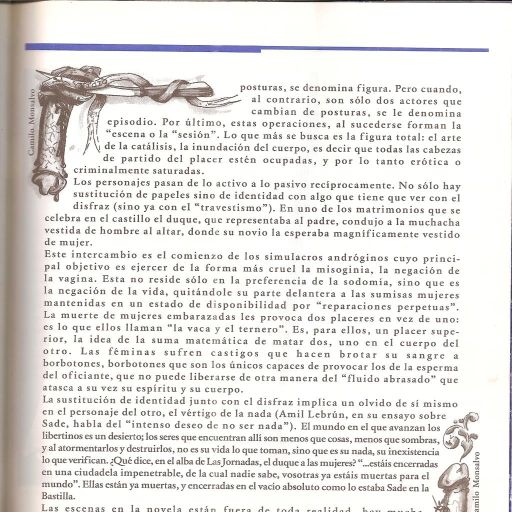 Camilo. Monsalvo
posturas, se denomina figura. Pero cuando,
al contrario, son sólo dos actores que
cambian de posturas, se le denomina
episodio. Por último, estas operaciones, al sucederse forman la
“escena o la “sesión”. Lo que más se busca es la figura total: el arte
de la catálisis, la inundación del cuerpo, es decir que todas las cabezas
de partido del placer estén ocupadas, y por lo tanto erótica o
criminalmente saturadas.
Los personajes pasan de lo activo a lo pasivo recíprocamente. No sólo hay
sustitución de papeles sino de identidad con algo que tiene que ver con el
disfraz (sino ya con el “travestismo”). En uno de los matrimonios que se
celebra en el castillo el duque, que representaba al padre, condujo a la muchacha
vestida de hombre al altar, donde su novio la esperaba magníficamente vestido
de mujer.
Este intercambio es el comienzo de los simulacros andróginos cuyo princi-
pal objetivo es ejercer de la forma más cruel la misoginia, la negación de
la vagina. Esta no reside sólo en la preferencia de la sodomia, sino que es
la negación de la vida, quitándole su parte delantera a las sumisas mujeres
mantenidas en un estado de disponibilidad por “reparaciones perpetuas”.
La muerte de mujeres embarazadas les provoca dos placeres en vez de uno:
es lo que ellos llaman “la vaca y el ternero”. Es, para ellos, un placer supe-
rior, la idea de la suma matemática de matar dos, uno en el cuerpo del
otro. Las féminas sufren castigos que hacen brotar su sangre a
borbotones, borbotones que son los únicos capaces de provocar los de la esperma
del oficiante, que no puede liberarse de otra manera del “fluido abrasado” que
atasca a su vez su espíritu y su cuerpo.
La sustitución de identidad junto con el disfraz implica un olvido de sí mismo
en el personaje del otro, el vértigo de la nada (Amil Lebrún, en su ensayo sobre
Sade, habla del “intenso deseo de no ser nada”). El mundo en el que avanzan los
libertinos es un desierto; los seres que encuentran allí son menos que cosas, menos que sombras,
y al atormentarlos y destruirlos, no es su vida lo que toman, sino que es su nada, su inexistencia
lo que verifican. ¿Qué dice, en el alba de Las Jornadas, el duque a las mujeres? “...estáis encerradas
en una ciudadela impenetrable, de la cual nadie sabe, vosotras ya estáis muertas para el
mundo”. Ellas están ya muertas, y encerradas en el vacio absoluto como lo estaba Sade en la
Bastilla.
Las escenas en la novela están fuera de toda realidad, hay mucha
Camilo Monsalvo